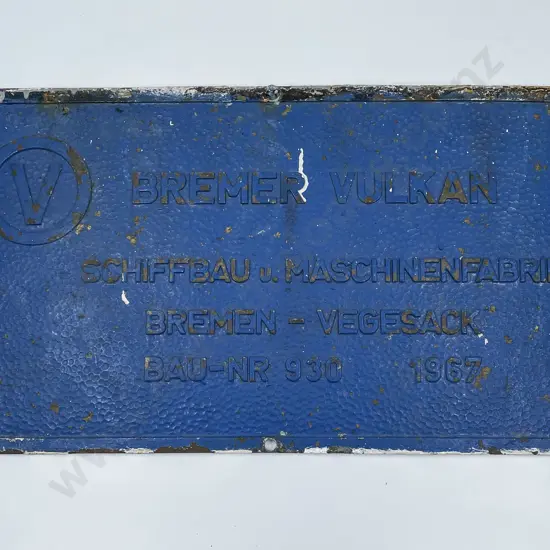 V BREMER VULKAN
SCHIFFBAU u. MASCHINENFABRI
BREMEN - VEGESACK
BAU-NR 930 1967